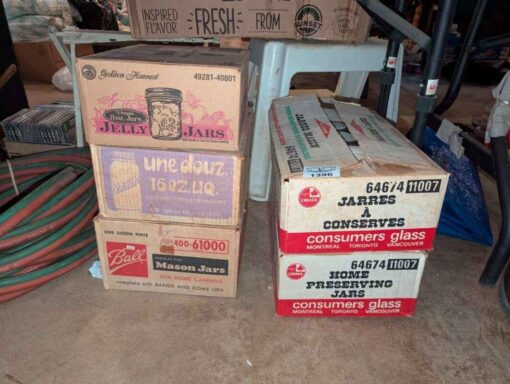 INSPIRED
FLAVOR
FRESH
FROM
SUNSET
Golden Harvest
49281-40801
Jars
JELLY JARS
une douz.
16 OZ. LIQ.
ONE DOZEN PINTS
400-61000
Ball
Mason Jars
FOR HOME CANNING
complete with BANDS AND DOME LIDS
1396
64674 11007
JARRES
À
CONSERVES
consumers glass
MONTREAL TORONTO VANCOUVER
64674 11007
HOME
PRESERVING
JARS
consumers glass
MONTREAL TORONTO VANCOUVER